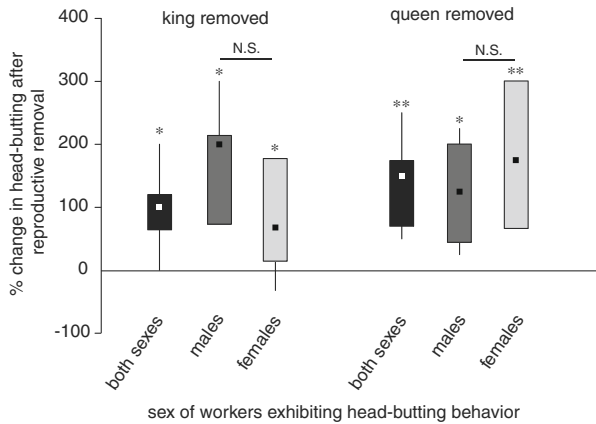 king removed
queen removed
400
300
200
100
0
-100
% change in head-butting after
reproductive removal
*
*
N.S.
*
**
*
N.S.
**
both sexes
males
females
both sexes
males
females
sex of workers exhibiting head-butting behavior